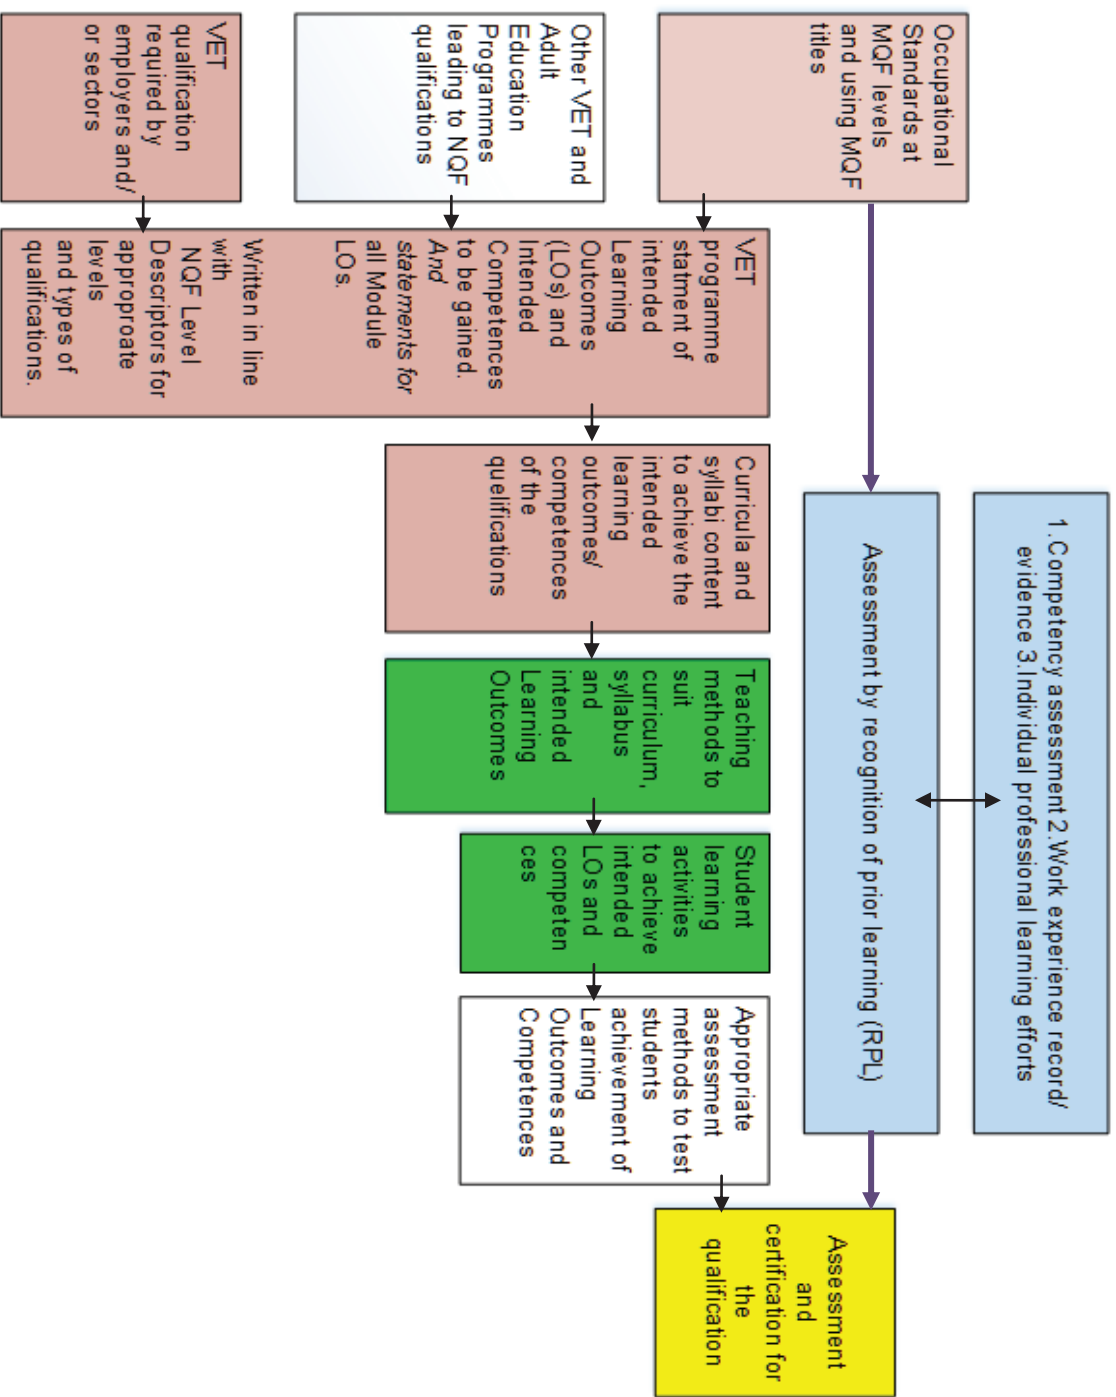 1.Competency assessment 2.Work experience record/
evidence 3.Individual professional learning efforts
Occupational
Standards at
MQF levels
and using MQF
titles
Assessment by recognition of prior learning (RPL)
Assessment
and
certification for
the
qualification
Other VET and
Adult
Education
Programmes
leading to NQF
qualifications
VET
qualification
required by
employers and/
or sectors
VET
programme
statment of
intended
Learning
Outcomes
(LOs) and
Intended
Competences
to be gained.
And
statements for
all Module
LOs.
Written in line
with
NQF Level
Descriptors for
approproate
levels
and types of
qualifications.
Curricula and
syllabi content
to achieve the
intended
learning
outcomes/
competences
of the
quelifications
Teaching
methods to
suit
curriculum,
syllabus
and
intended
Learning
Outcomes
Student
learning
activities
to achieve
intended
LOs and
competen
ces
Appropriate
assessment
methods to test
students
achievement of
Learning
Outcomes and
Competences